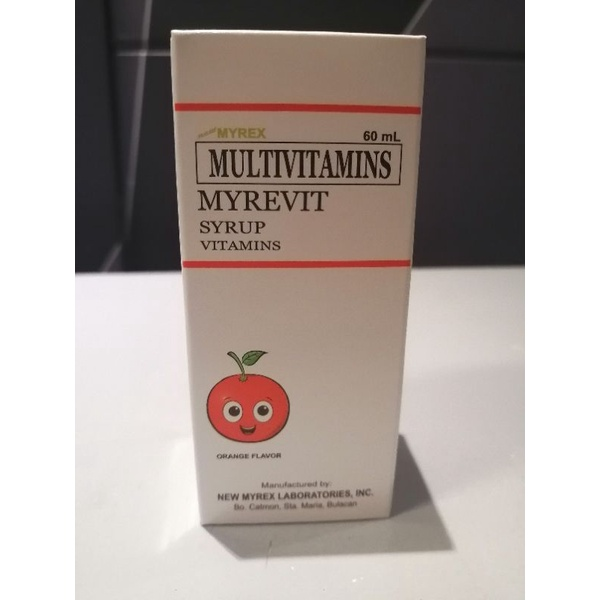 MYREX
60 mL
MULTIVITAMINS
MYREVIT
SYRUP
VITAMINS
ORANGE FLAVOR
Manufactured by:
NEW MYREX LABORATORIES, INC.
Bo. Catmon, Sta. Maria, Bulacan